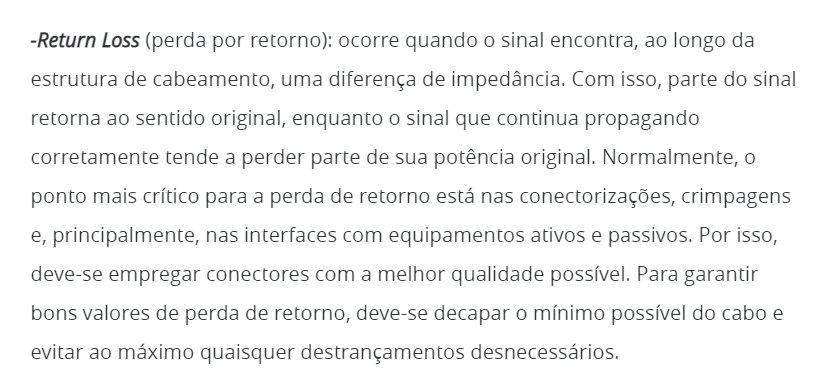 -Return Loss (perda por retorno): ocorre quando o sinal encontra, ao longo da
estrutura de cabeamento, uma diferença de impedância. Com isso, parte do sinal
retorna ao sentido original, enquanto o sinal que continua propagando
corretamente tende a perder parte de sua potência original. Normalmente, o
ponto mais crítico para a perda de retorno está nas conectorizações, crimpagens
e, principalmente, nas interfaces com equipamentos ativos e passivos. Por isso,
deve-se empregar conectores com a melhor qualidade possível. Para garantir
bons valores de perda de retorno, deve-se decapar o mínimo possível do cabo e
evitar ao máximo quaisquer destrançamentos desnecessários.